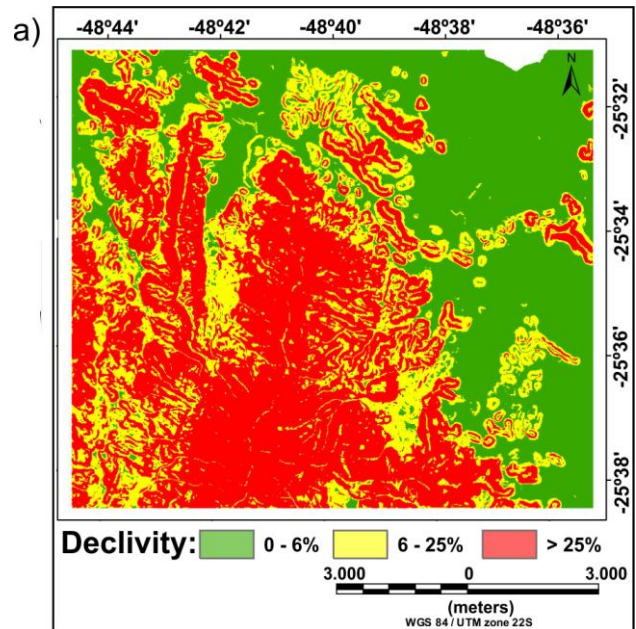 a)
-48°44' -48°42' -48°40' -48°38' -48°36'
N
-25°32'
-25°34'
-25°36'
-25°38'
Declivity: 0 - 6% 6 - 25% > 25%
3.000 0 3.000
(meters)
WGS 84 / UTM zone 22S